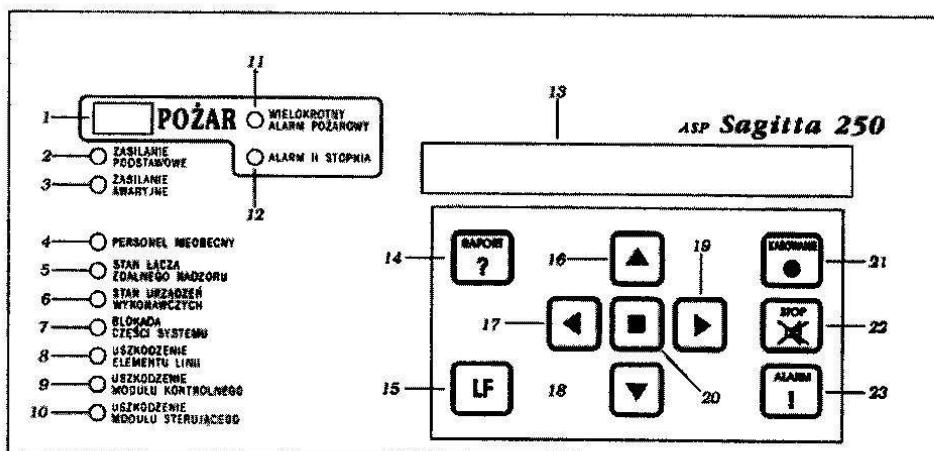 11
1 POŻAR WIELOKROTNY
ALARM POŻAROWY
13
ASP Sagitta 250
2 ZASILANIE
PODSTAWOWE
ALARM II STOPNIA
3 ZASILANIE
AWARYJNE
12
4 PERSONEL NIEOBECNY
5 STAN ŁĄCZA
ZDALNEGO NADZORU
6 STAN URZĄDZEŃ
WYKONAWCZYCH
7 BLOKADA
CZĘŚCI SYSTEMU
8 USZKODZENIE
ELEMENTU LINII
9 USZKODZENIE
MODUŁU KONTROLNEGO
10 USZKODZENIE
MODUŁU STERUJĄCEGO
14 RAPORT
?
16
19
KASOWANIE
21
17
STOP
22
15 LF
18
20
ALARM
!
23